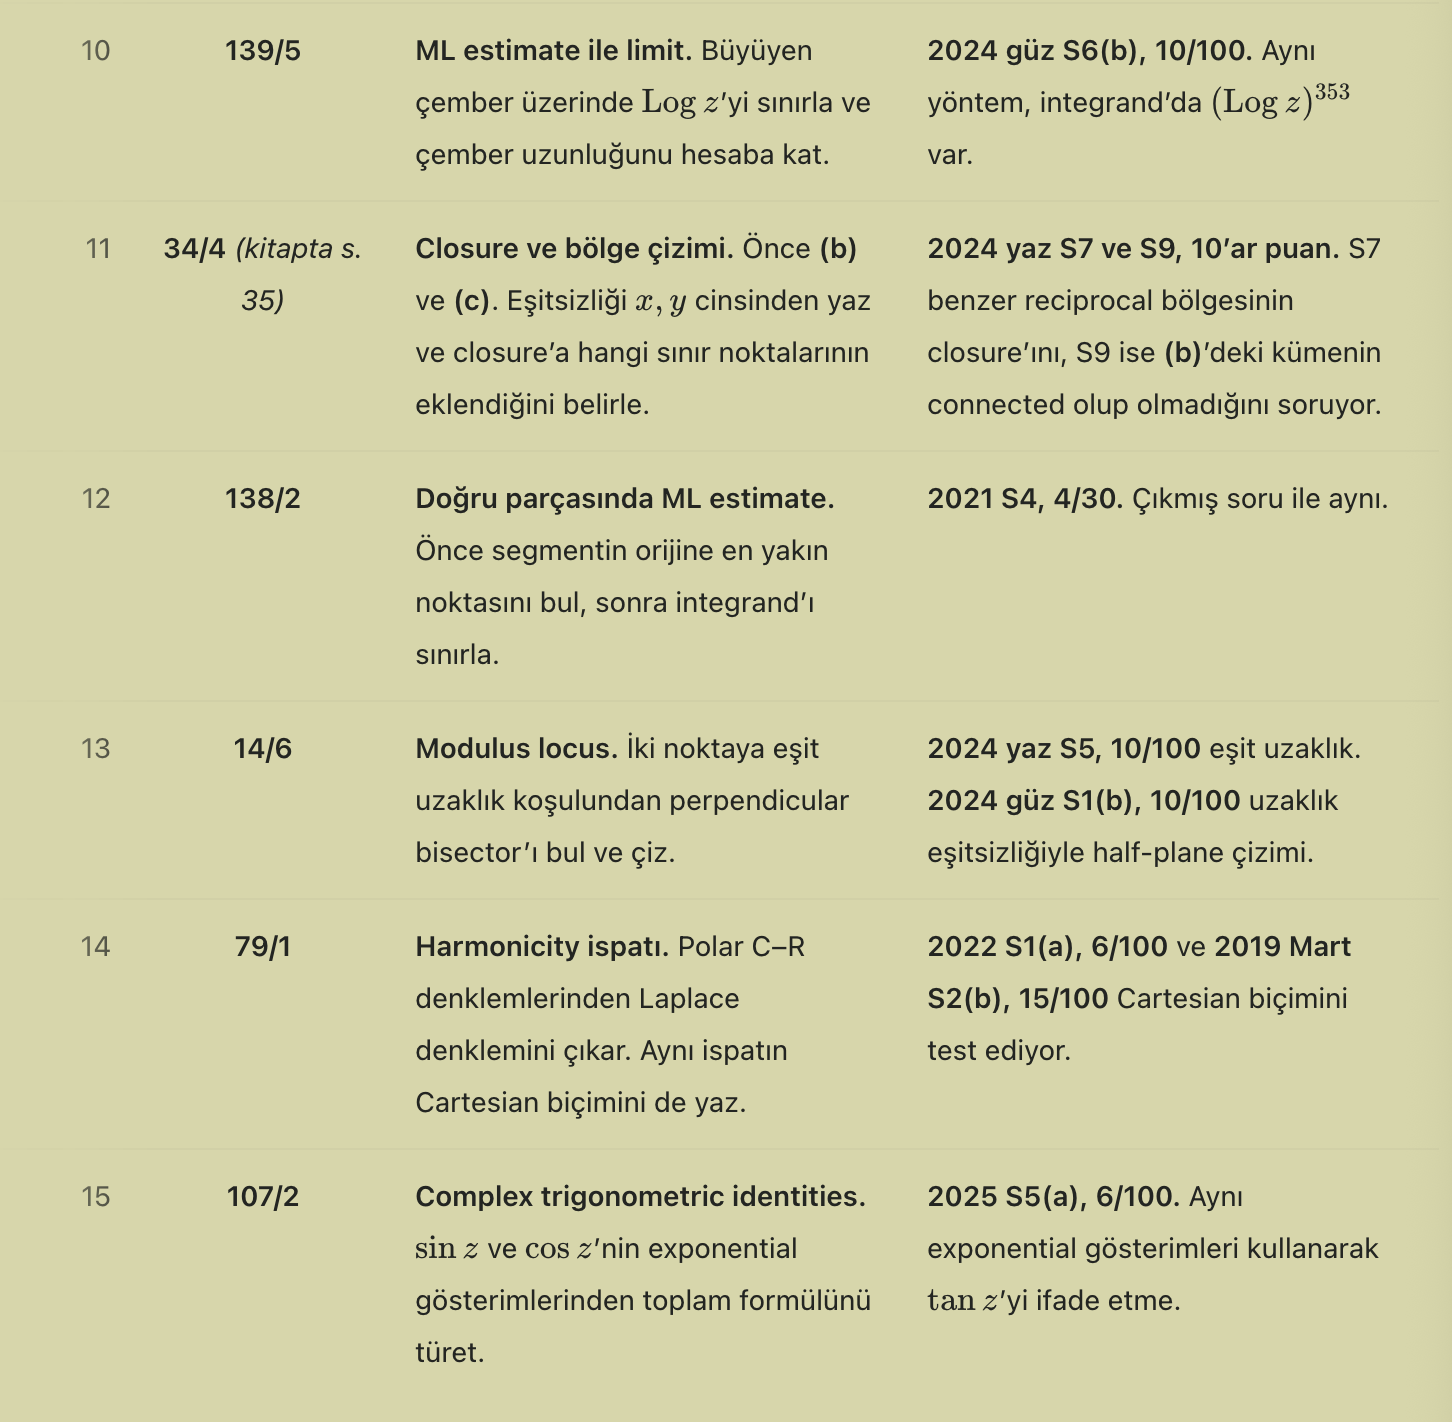 10 139/5 ML estimate ile limit. Büyüyen 2024 güz S6(b), 10/100. Aynı
çember üzerinde Log z’yi sınırla ve yöntem, integrand’da (Log z)³⁵³
çember uzunluğunu hesaba kat. var.
11 34/4 (kitapta s. Closure ve bölge çizimi. Önce (b) 2024 yaz S7 ve S9, 10’ar puan. S7
35) ve (c). Eşitsizliği x, y cinsinden yaz benzer reciprocal bölgesinin
ve closure’a hangi sınır noktalarının closure’ını, S9 ise (b)’deki kümenin
eklendiğini belirle. connected olup olmadığını soruyor.
12 138/2 Doğru parçasında ML estimate. 2021 S4, 4/30. Çıkmış soru ile aynı.
Önce segmentin orijine en yakın
noktasını bul, sonra integrand’ı
sınırla.
13 14/6 Modulus locus. İki noktaya eşit 2024 yaz S5, 10/100 eşit uzaklık.
uzaklık koşulundan perpendicular 2024 güz S1(b), 10/100 uzaklık
bisector’ı bul ve çiz. eşitsizliğiyle half-plane çizimi.
14 79/1 Harmonicity ispatı. Polar C–R 2022 S1(a), 6/100 ve 2019 Mart
denklemlerinden Laplace S2(b), 15/100 Cartesian biçimini
denklemini çıkar. Aynı ispatın test ediyor.
Cartesian biçimini de yaz.
15 107/2 Complex trigonometric identities. 2025 S5(a), 6/100. Aynı
sin z ve cos z’nin exponential exponential gösterimleri kullanarak
gösterimlerinden toplam formülünü tan z’yi ifade etme.
türet.